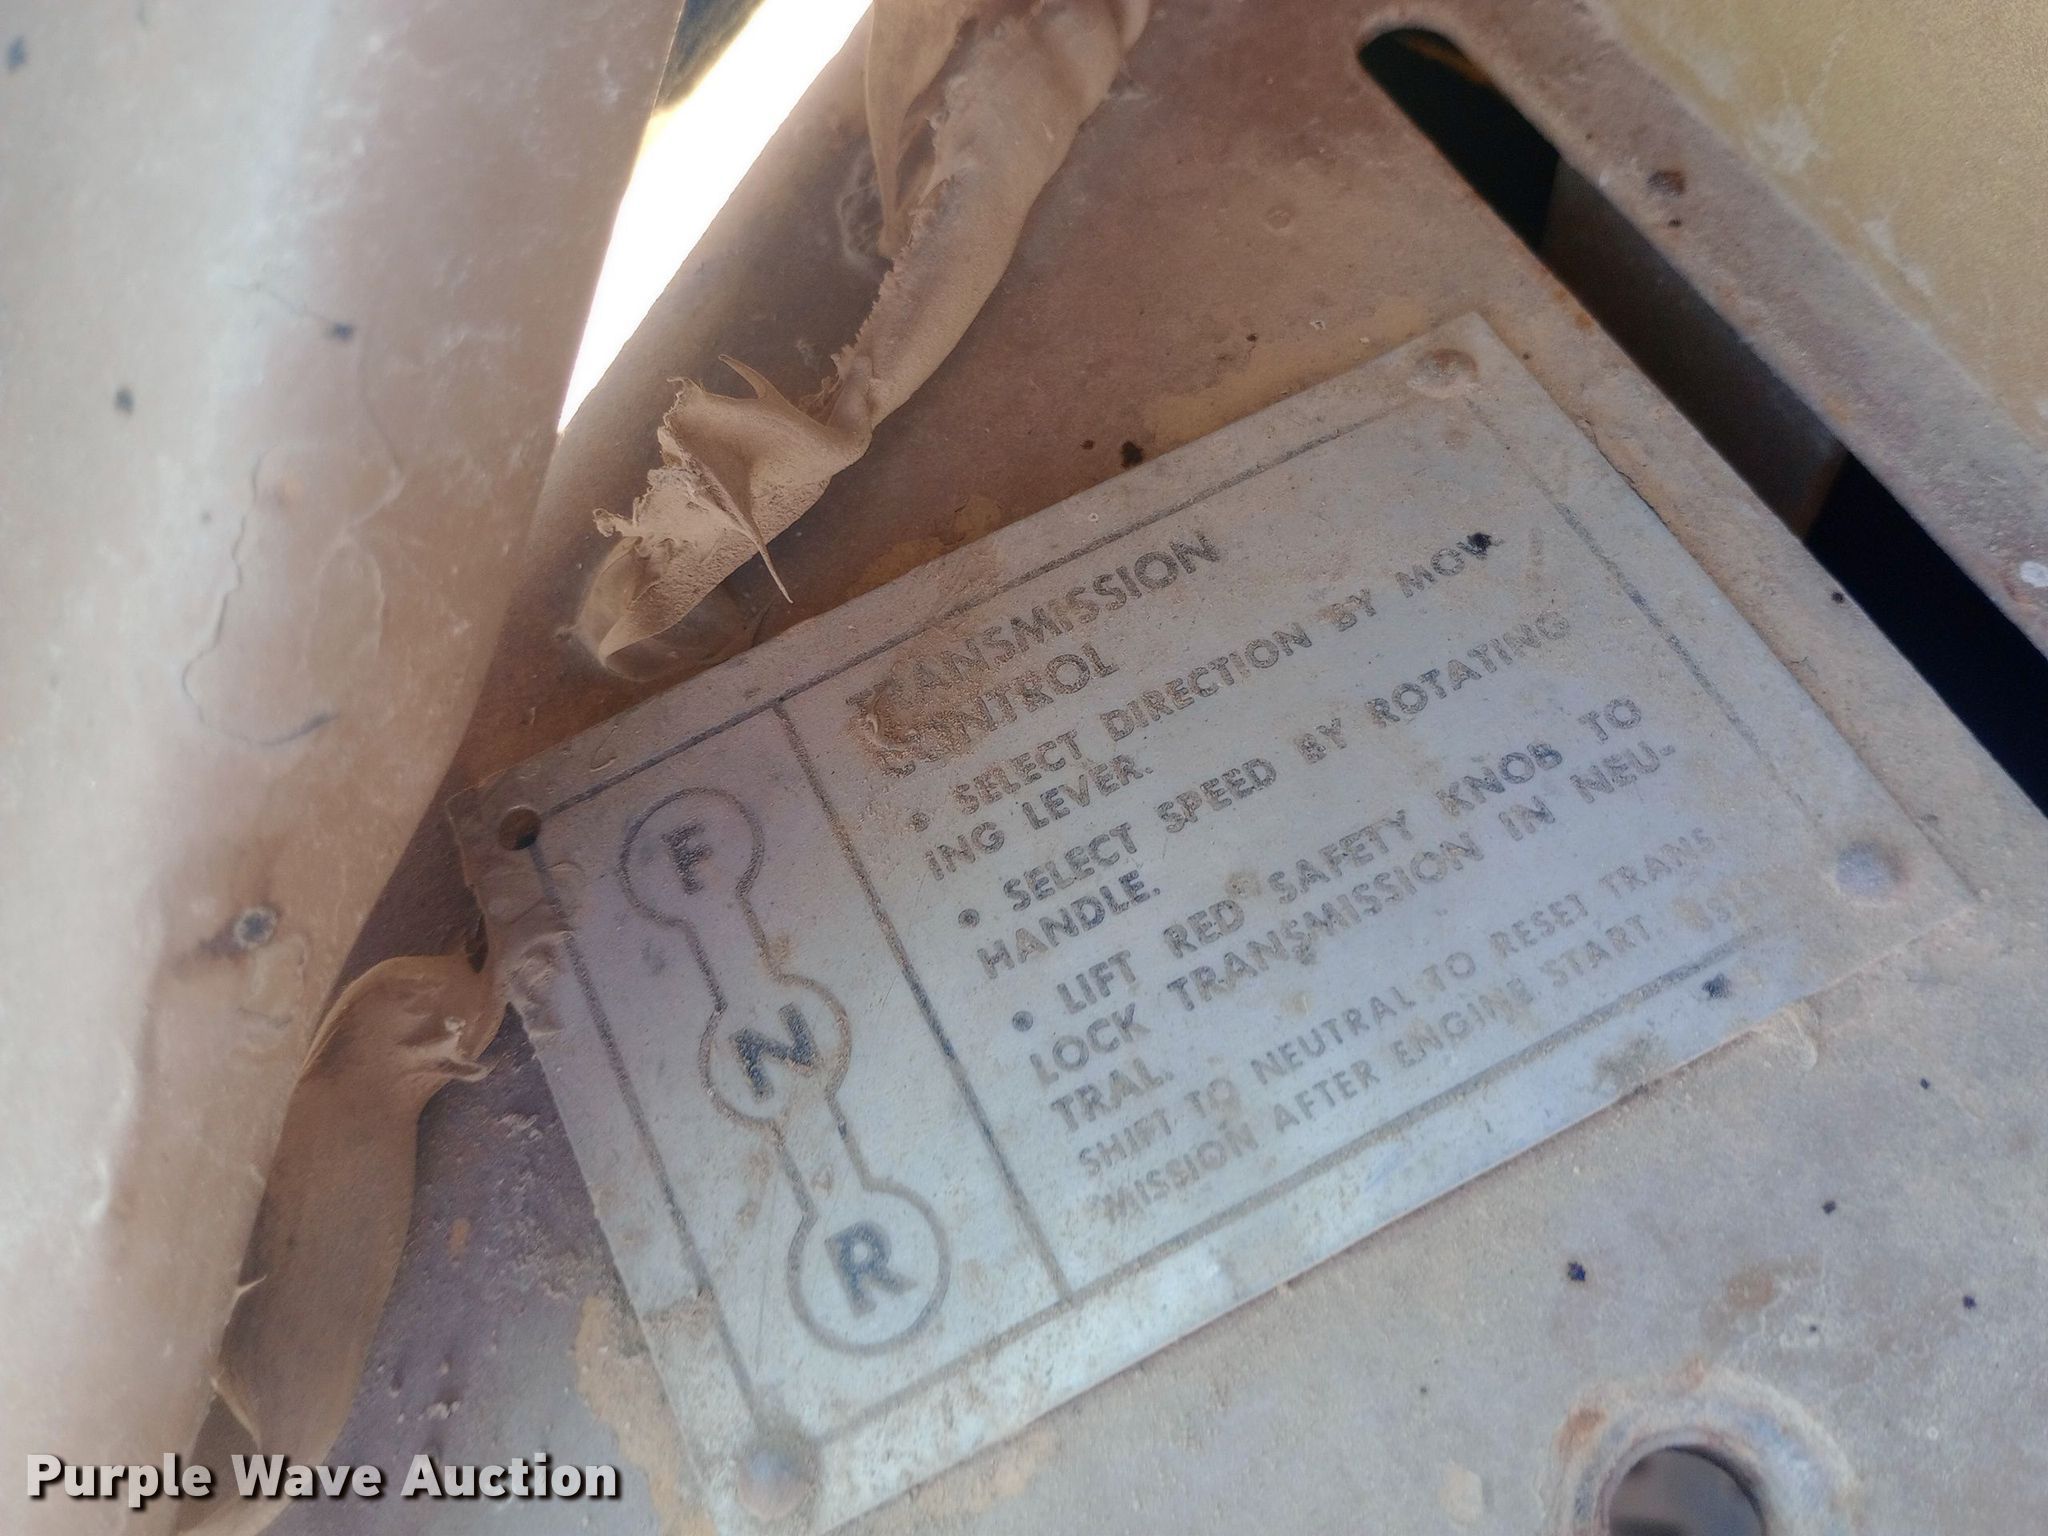 TRANSMISSION
CONTROL
• SELECT DIRECTION BY MOV-
ING LEVER.
• SELECT SPEED BY ROTATING
HANDLE.
• LIFT RED SAFETY KNOB TO
LOCK TRANSMISSION IN NEU-
TRAL.
SHIFT TO NEUTRAL TO RESET TRANS-
MISSION AFTER ENGINE START.
F
N
R
Purple Wave Auction